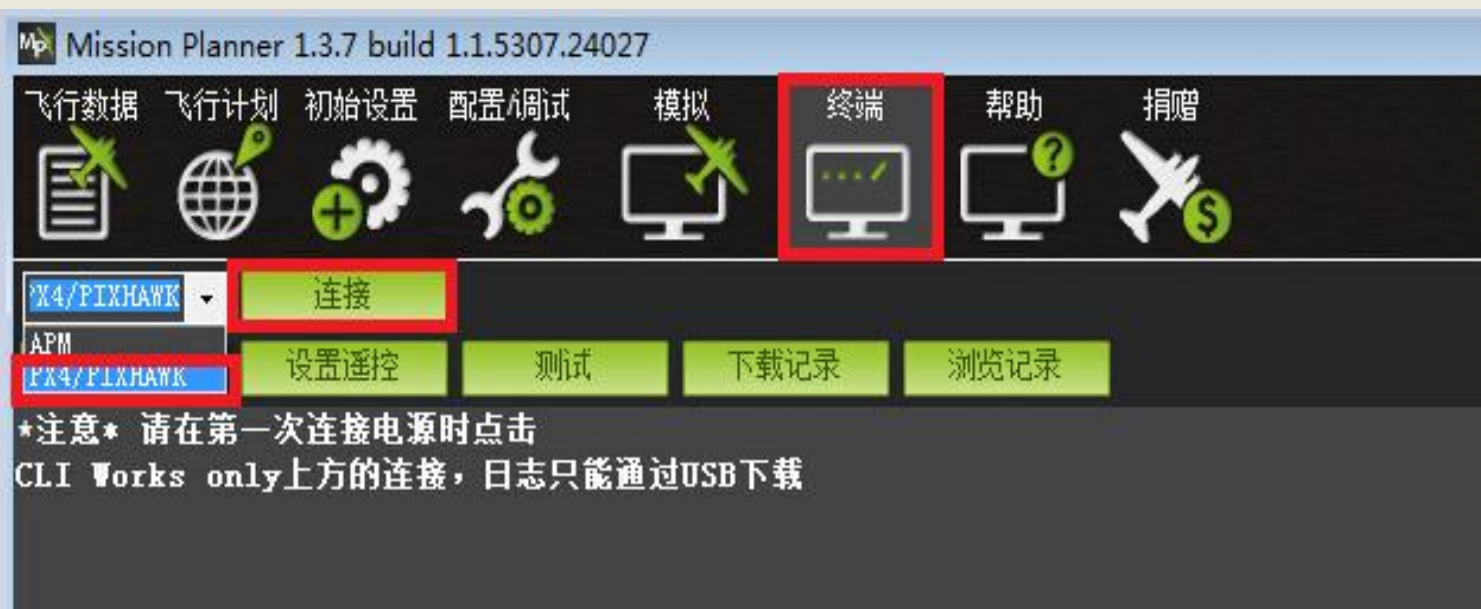 Mission Planner 1.3.7 build 1.1.5307.24027
飞行数据 飞行计划 初始设置 配置/调试 模拟 终端 帮助 捐赠
PX4/PIXHAWK 连接
APM
PX4/PIXHAWK 设置遥控 测试 下载记录 浏览记录
*注意* 请在第一次连接电源时点击
CLI Works only上方的连接,日志只能通过USB下载